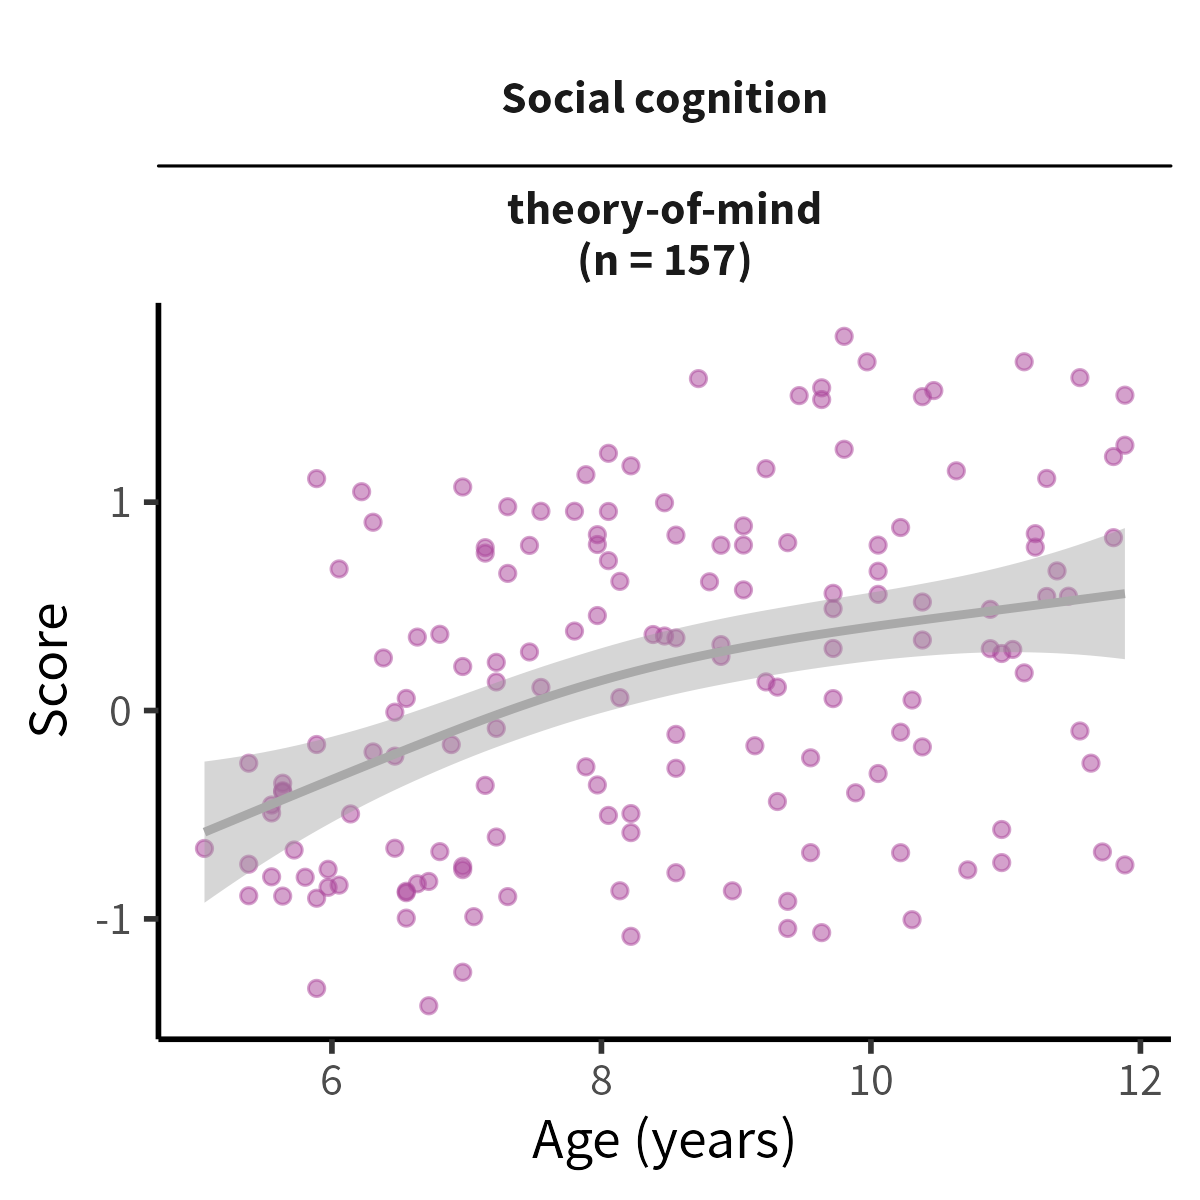 Social cognition
theory-of-mind
(n = 157)
Score
1
0
-1
6
8
10
12
Age (years)